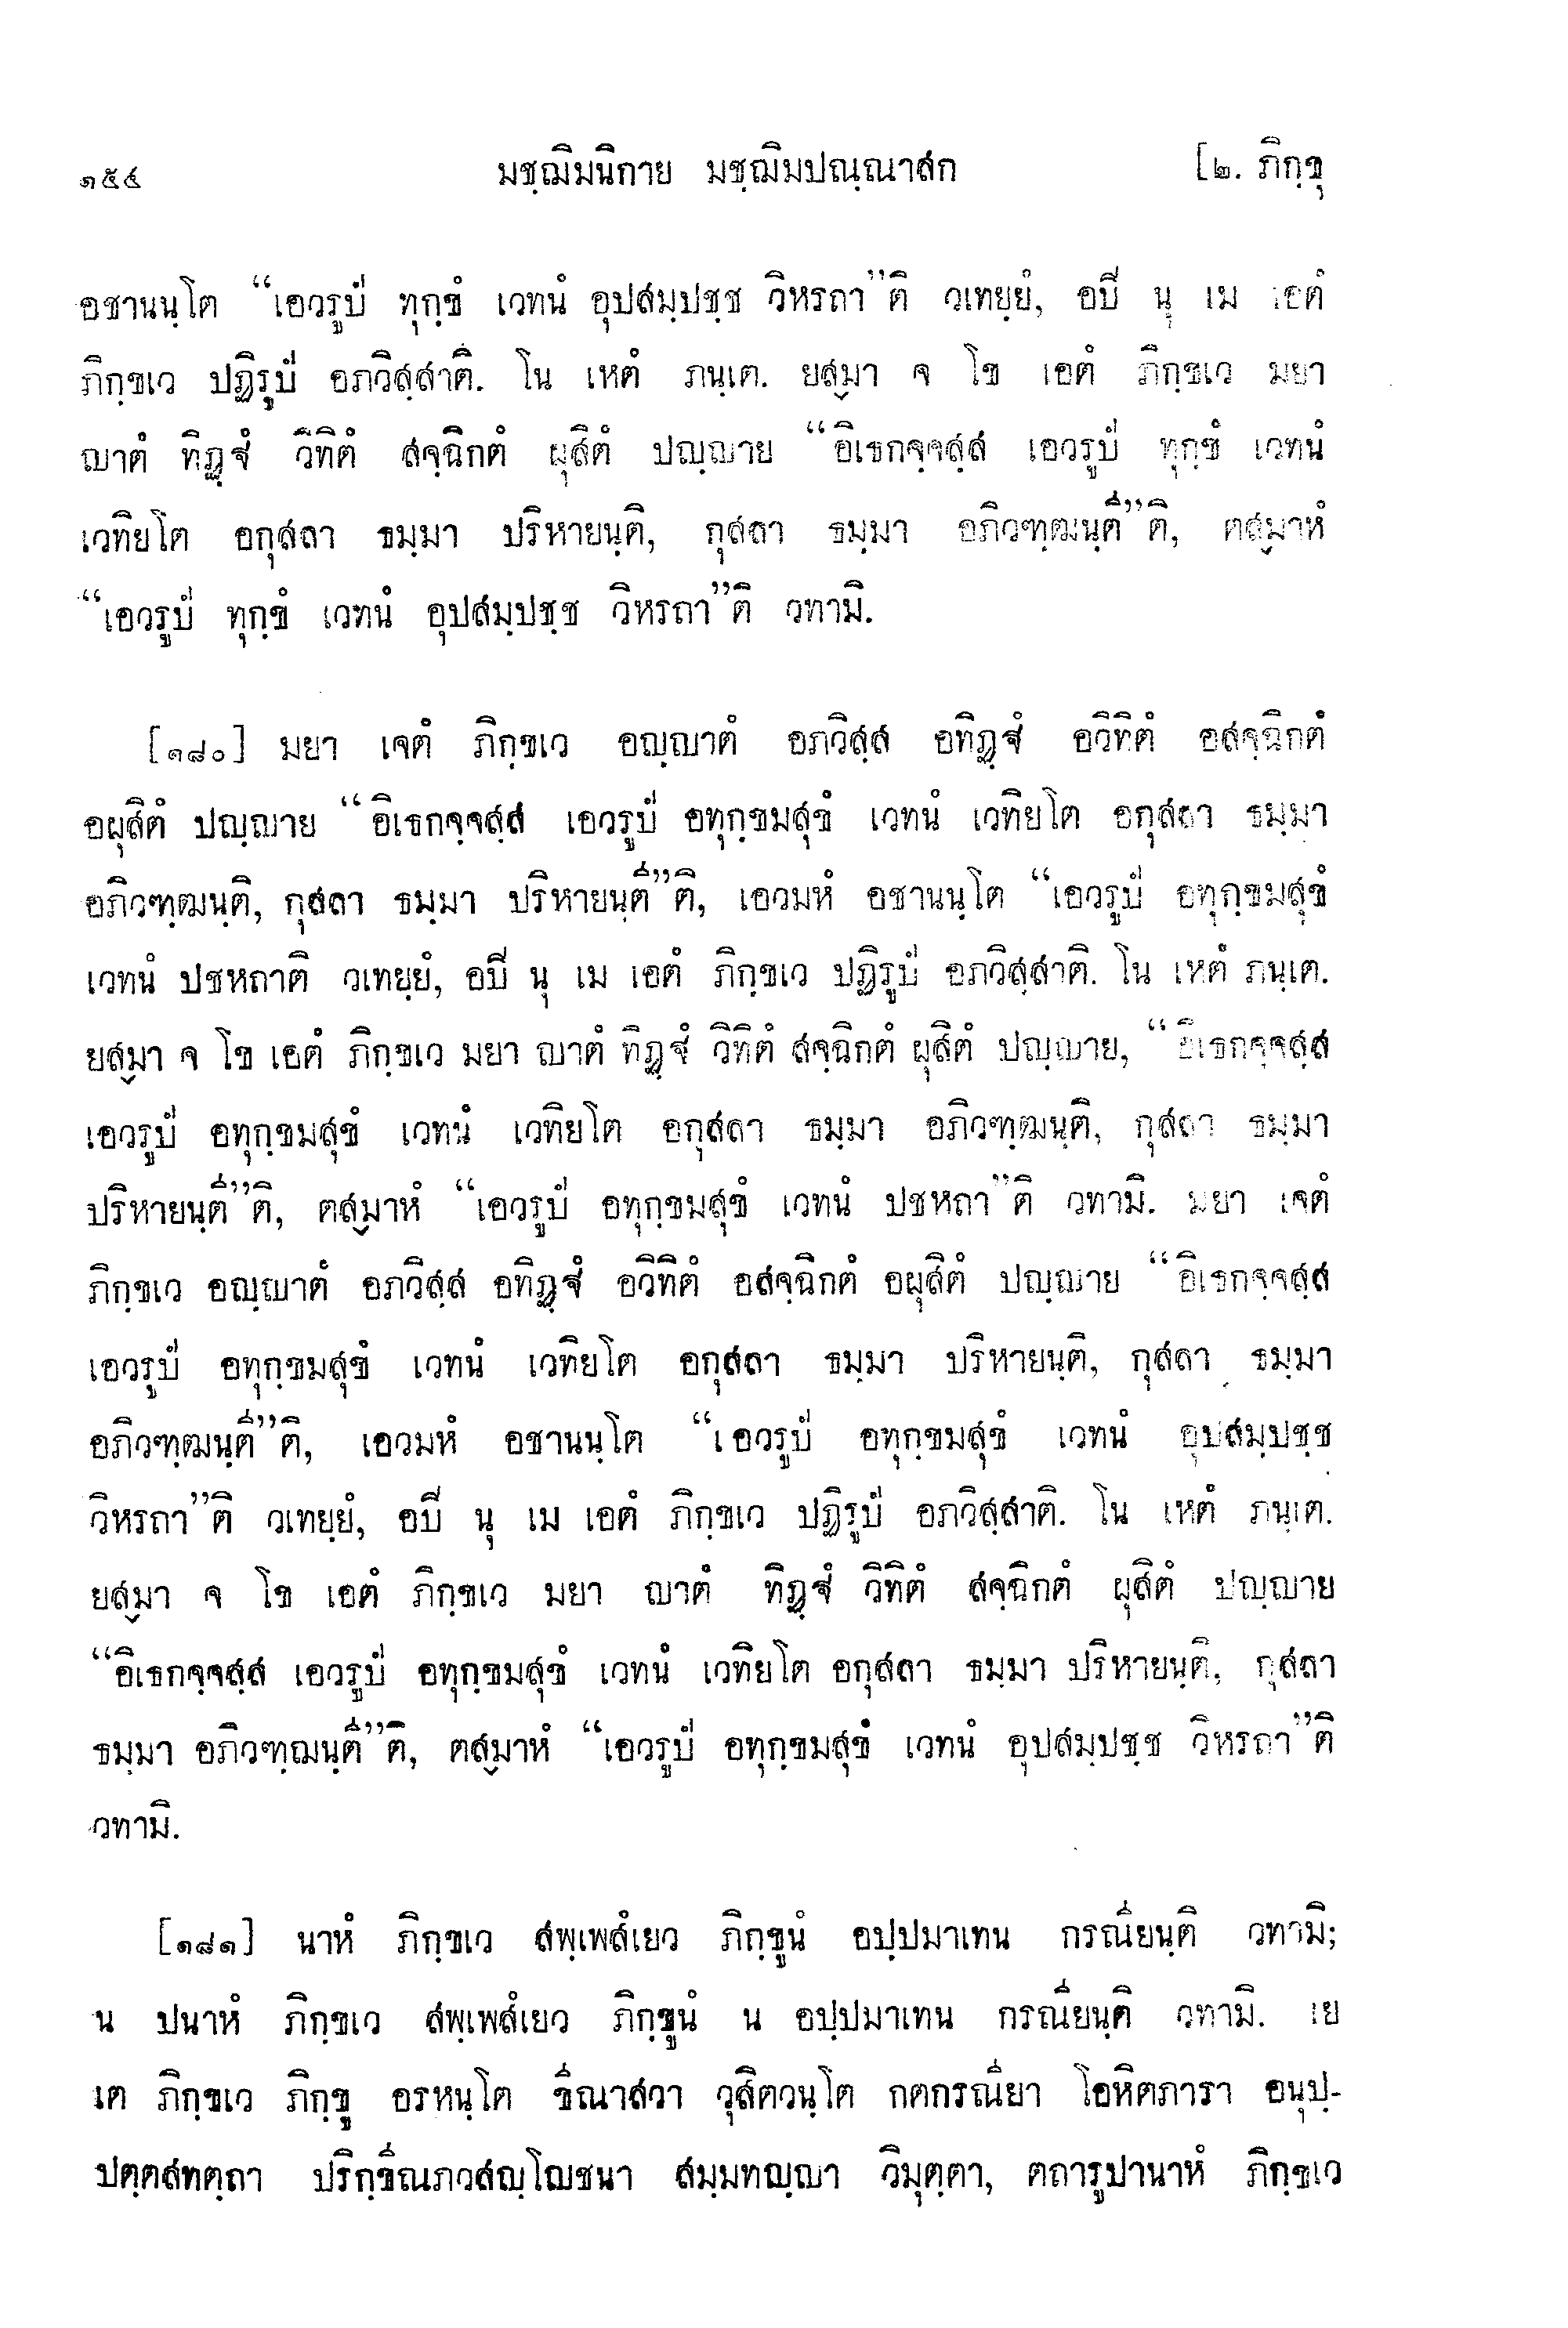 ๑๕๔ มชฺฌิมนิกาย มชฺฌิมปณฺณาสก [๒. ภิกฺขุ
อชานนฺโต “เอวรูปํ ทุกฺขํ เวทนํ อุปสมฺปชฺช วิหรถา”ติ วเทยฺยํ, อปิ นุ เม เอตํ
ภิกฺขเว ปฏิรูปํ อภวิสฺสาติ. โน เหตํ ภนฺเต. ยสฺมา จ โข เอตํ ภิกฺขเว มยา
ญาตํ ทิฏฺฐํ วิทิตํ สจฺฉิกตํ ผุสิตํ ปญฺญาย “อิเธกจฺจสฺส เอวรูปํ ทุกฺขํ เวทนํ
เวทิยโต อกุสลา ธมฺมา ปริหายนฺติ, กุสลา ธมฺมา อภิวฑฺฒนฺตี”ติ, ตสฺมาหํ
“เอวรูปํ ทุกฺขํ เวทนํ อุปสมฺปชฺช วิหรถา”ติ วทามิ.
[๑๘๐] มยา เจตํ ภิกฺขเว อญฺญาตํ อภวิสฺส อทิฏฺฐํ อวิทิตํ อสจฺฉิกตํ
อผุสิตํ ปญฺญาย “อิเธกจฺจสฺส เอวรูปํ อทุกฺขมสุขํ เวทนํ เวทิยโต อกุสลา ธมฺมา
อภิวฑฺฒนฺติ, กุสลา ธมฺมา ปริหายนฺตี”ติ, เอวมหํ อชานนฺโต “เอวรูปํ อทุกฺขมสุขํ
เวทนํ ปชหถาติ วเทยฺยํ, อปิ นุ เม เอตํ ภิกฺขเว ปฏิรูปํ อภวิสฺสาติ. โน เหตํ ภนฺเต.
ยสฺมา จ โข เอตํ ภิกฺขเว มยา ญาตํ ทิฏฺฐํ วิทิตํ สจฺฉิกตํ ผุสิตํ ปญฺญาย, “อิเธกจฺจสฺส
เอวรูปํ อทุกฺขมสุขํ เวทนํ เวทิยโต อกุสลา ธมฺมา อภิวฑฺฒนฺติ, กุสลา ธมฺมา
ปริหายนฺตี”ติ, ตสฺมาหํ “เอวรูปํ อทุกฺขมสุขํ เวทนํ ปชหถา”ติ วทามิ. มยา เจตํ
ภิกฺขเว อญฺญาตํ อภวิสฺส อทิฏฺฐํ อวิทิตํ อสจฺฉิกตํ อผุสิตํ ปญฺญาย “อิเธกจฺจสฺส
เอวรูปํ อทุกฺขมสุขํ เวทนํ เวทิยโต อกุสลา ธมฺมา ปริหายนฺติ, กุสลา ธมฺมา
อภิวฑฺฒนฺตี”ติ, เอวมหํ อชานนฺโต “เอวรูปํ อทุกฺขมสุขํ เวทนํ อุปสมฺปชฺช
วิหรถา”ติ วเทยฺยํ, อปิ นุ เม เอตํ ภิกฺขเว ปฏิรูปํ อภวิสฺสาติ. โน เหตํ ภนฺเต.
ยสฺมา จ โข เอตํ ภิกฺขเว มยา ญาตํ ทิฏฺฐํ วิทิตํ สจฺฉิกตํ ผุสิตํ ปญฺญาย
“อิเธกจฺจสฺส เอวรูปํ อทุกฺขมสุขํ เวทนํ เวทิยโต อกุสลา ธมฺมา ปริหายนฺติ, กุสลา
ธมฺมา อภิวฑฺฒนฺตี”ติ, ตสฺมาหํ “เอวรูปํ อทุกฺขมสุขํ เวทนํ อุปสมฺปชฺช วิหรถา”ติ
วทามิ.
[๑๘๑] นาหํ ภิกฺขเว สพฺเพสํเยว ภิกฺขูนํ อปฺปมาเทน กรณียนฺติ วทามิ;
น ปนาหํ ภิกฺขเว สพฺเพสํเยว ภิกฺขูนํ น อปฺปมาเทน กรณียนฺติ วทามิ. เย
เต ภิกฺขเว ภิกฺขู อรหนฺโต ขีณาสวา วุสิตวนฺโต กตกรณียา โอหิตภารา อนุปฺ-
ปตฺตสทตฺถา ปริกฺขีณภวสญฺโญชนา สมฺมทญฺญา วิมุตฺตา, ตถารูปานาหํ ภิกฺขเว